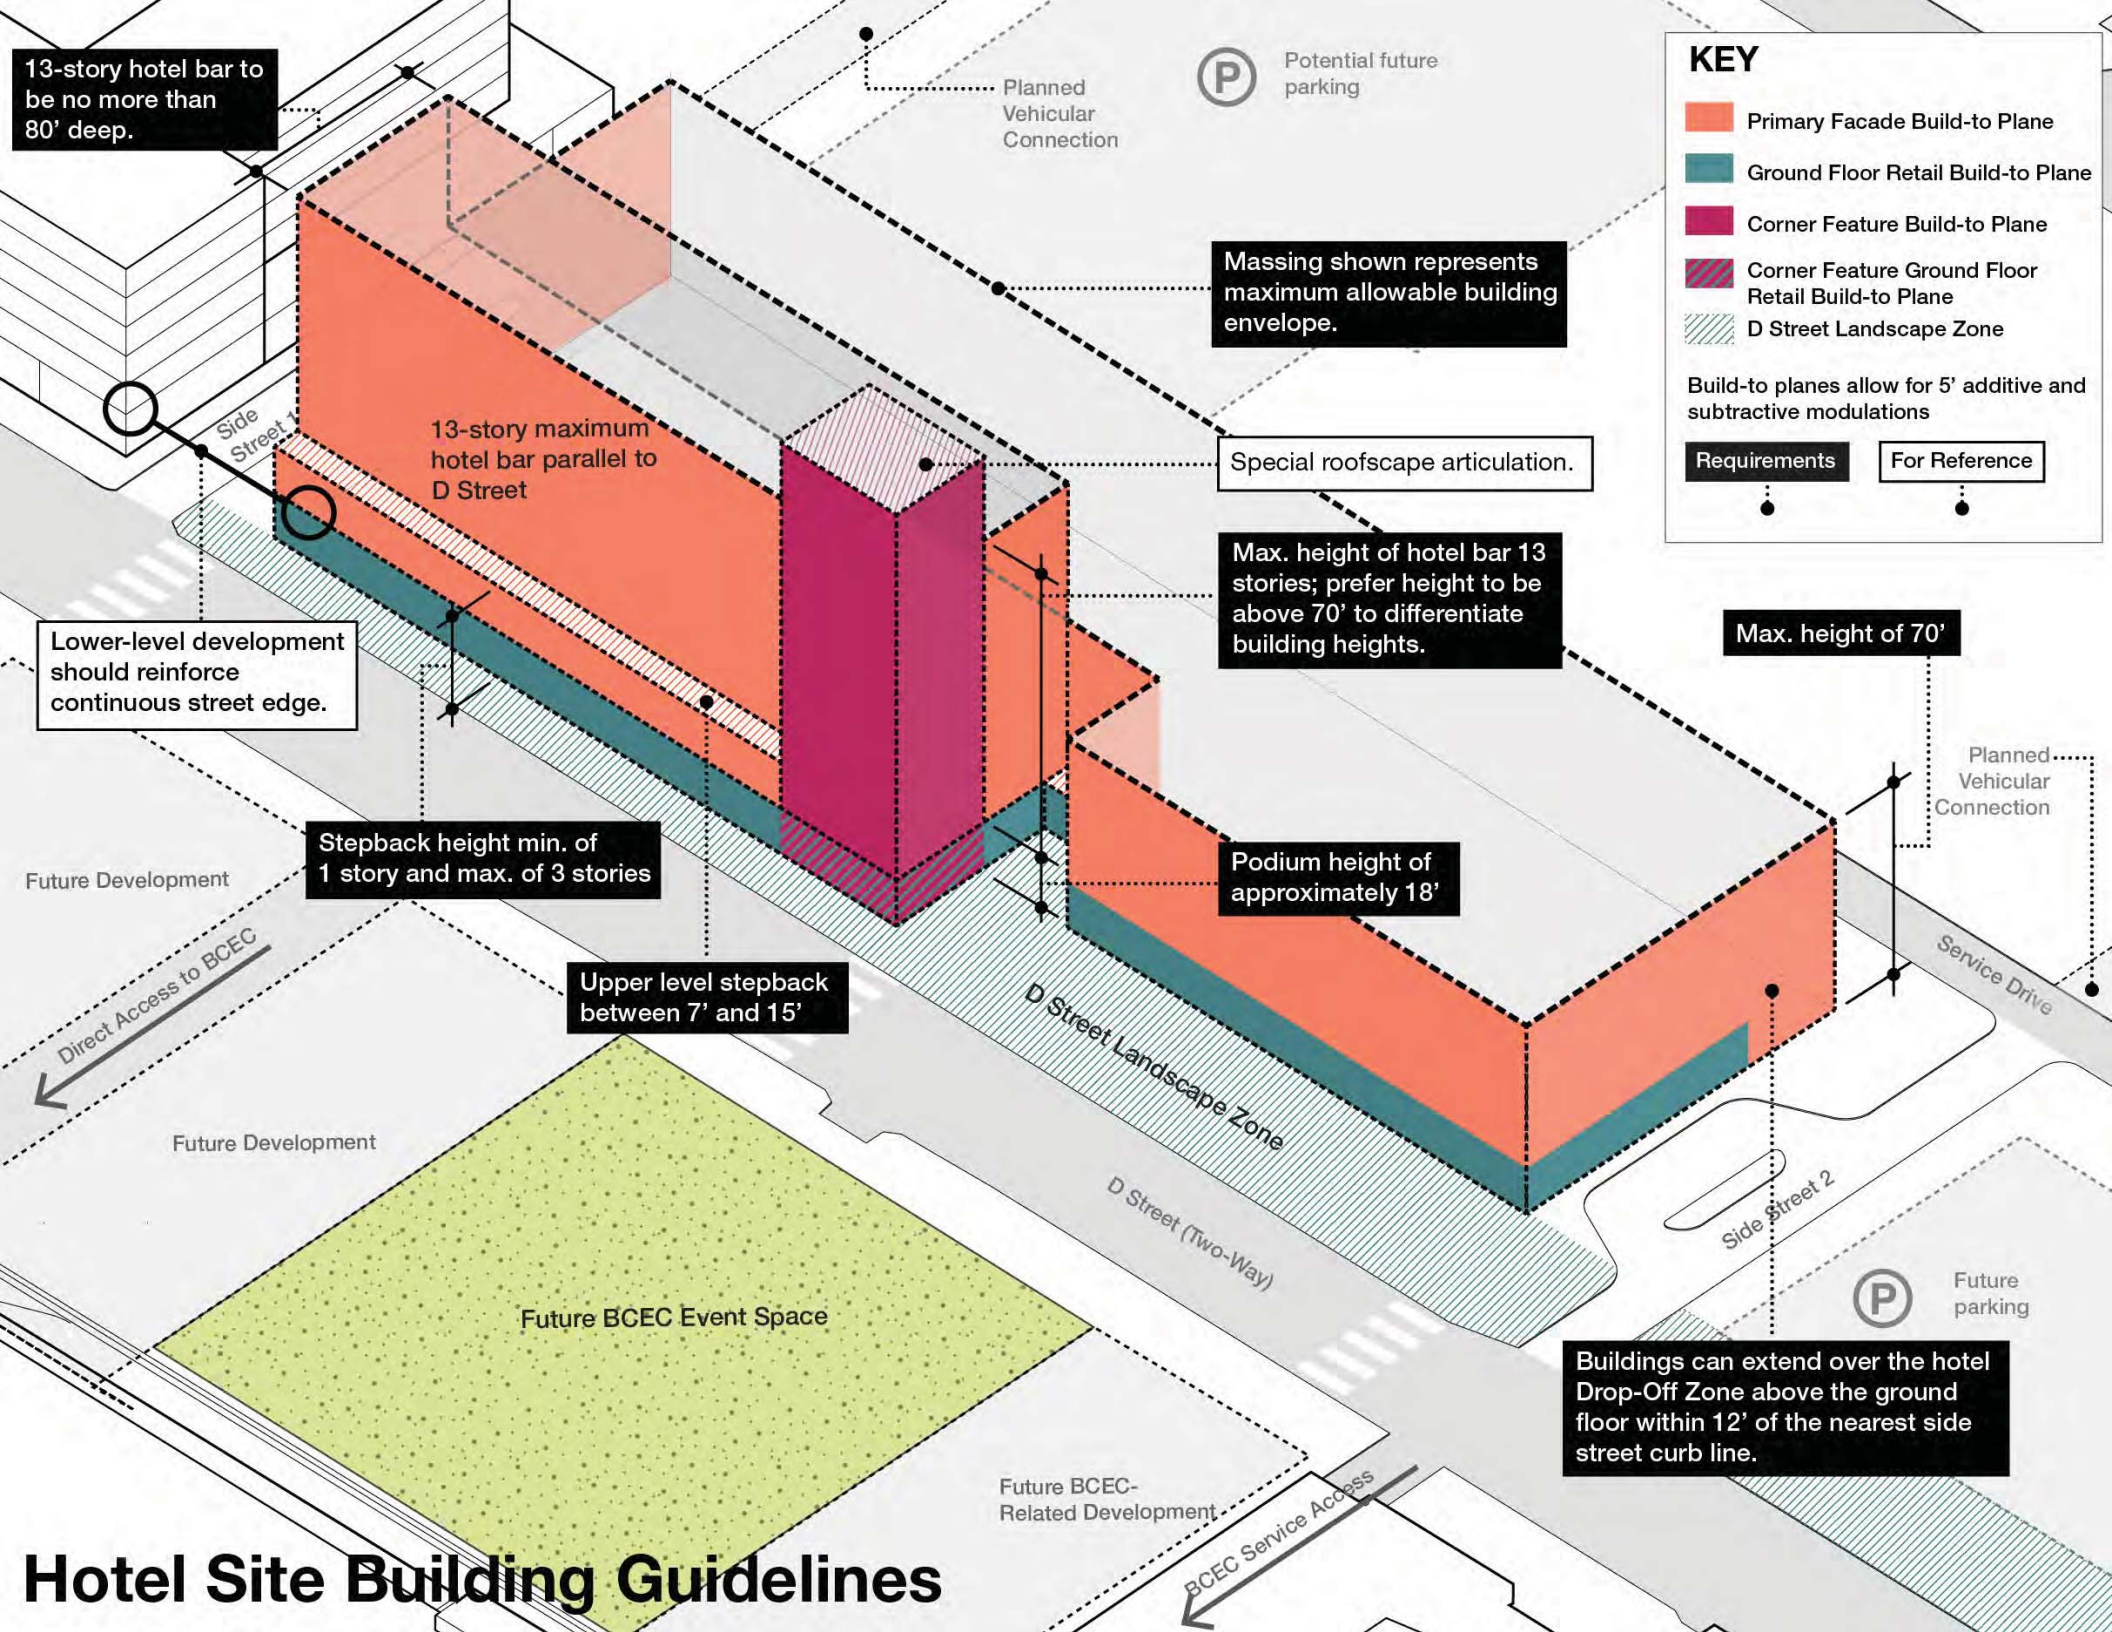 13-story hotel bar to
be no more than
80’ deep.
Planned
Vehicular
Connection
P
Potential future
parking
KEY
Primary Facade Build-to Plane
Ground Floor Retail Build-to Plane
Corner Feature Build-to Plane
Corner Feature Ground Floor
Retail Build-to Plane
D Street Landscape Zone
Build-to planes allow for 5’ additive and
subtractive modulations
Requirements
For Reference
Massing shown represents
maximum allowable building
envelope.
Side
Street 1
13-story maximum
hotel bar parallel to
D Street
Special roofscape articulation.
Max. height of hotel bar 13
stories; prefer height to be
above 70’ to differentiate
building heights.
Max. height of 70’
Lower-level development
should reinforce
continuous street edge.
Planned
Vehicular
Connection
Stepback height min. of
1 story and max. of 3 stories
Podium height of
approximately 18’
Future Development
Direct Access to BCEC
Upper level stepback
between 7’ and 15’
Service Drive
D Street Landscape Zone
Future Development
D Street (Two-Way)
Side Street 2
P
Future
parking
Future BCEC Event Space
Buildings can extend over the hotel
Drop-Off Zone above the ground
floor within 12’ of the nearest side
street curb line.
Future BCEC-
Related Development
BCEC Service Access
Hotel Site Building Guidelines